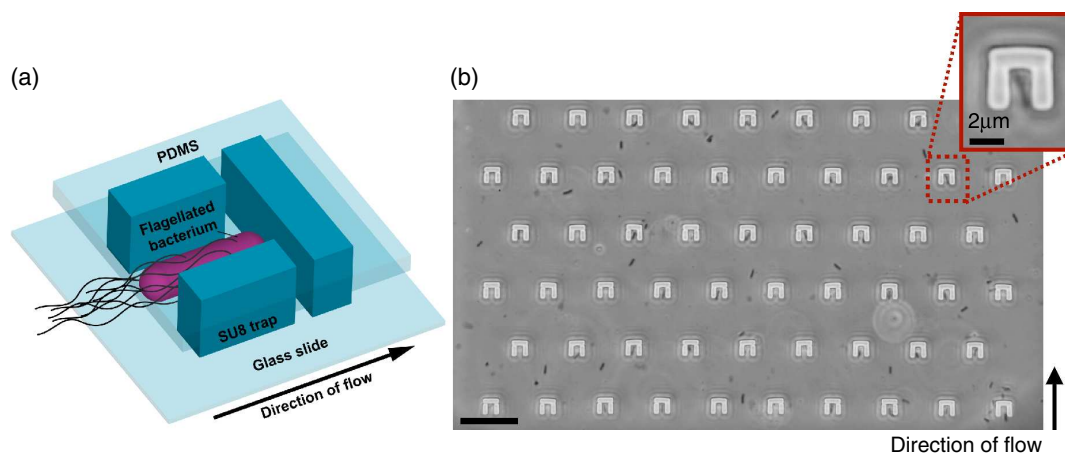 (a)
PDMS
Flagellated
bacterium
SU8 trap
Glass slide
Direction of flow
(b)
2μm
Direction of flow